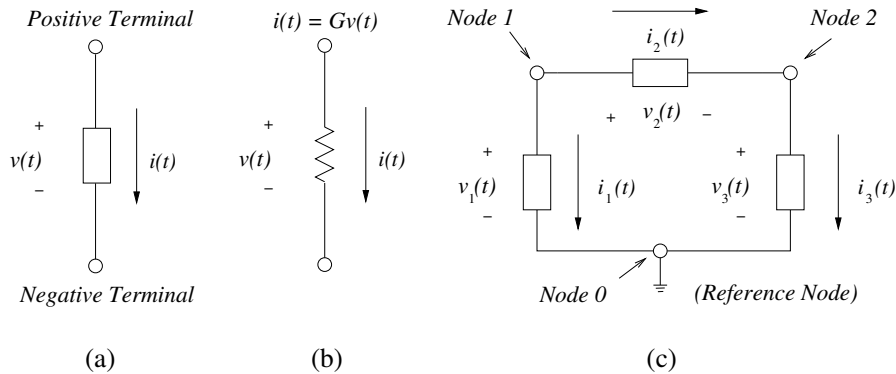 Positive Terminal
+
v(t)
−
i(t)
Negative Terminal
(a)
i(t) = Gv(t)
+
v(t)
−
i(t)
(b)
Node 1
Node 2
i₂(t)
+ v₂(t) −
+
v₁(t)
−
i₁(t)
+
v₃(t)
−
i₃(t)
Node 0
(Reference Node)
(c)